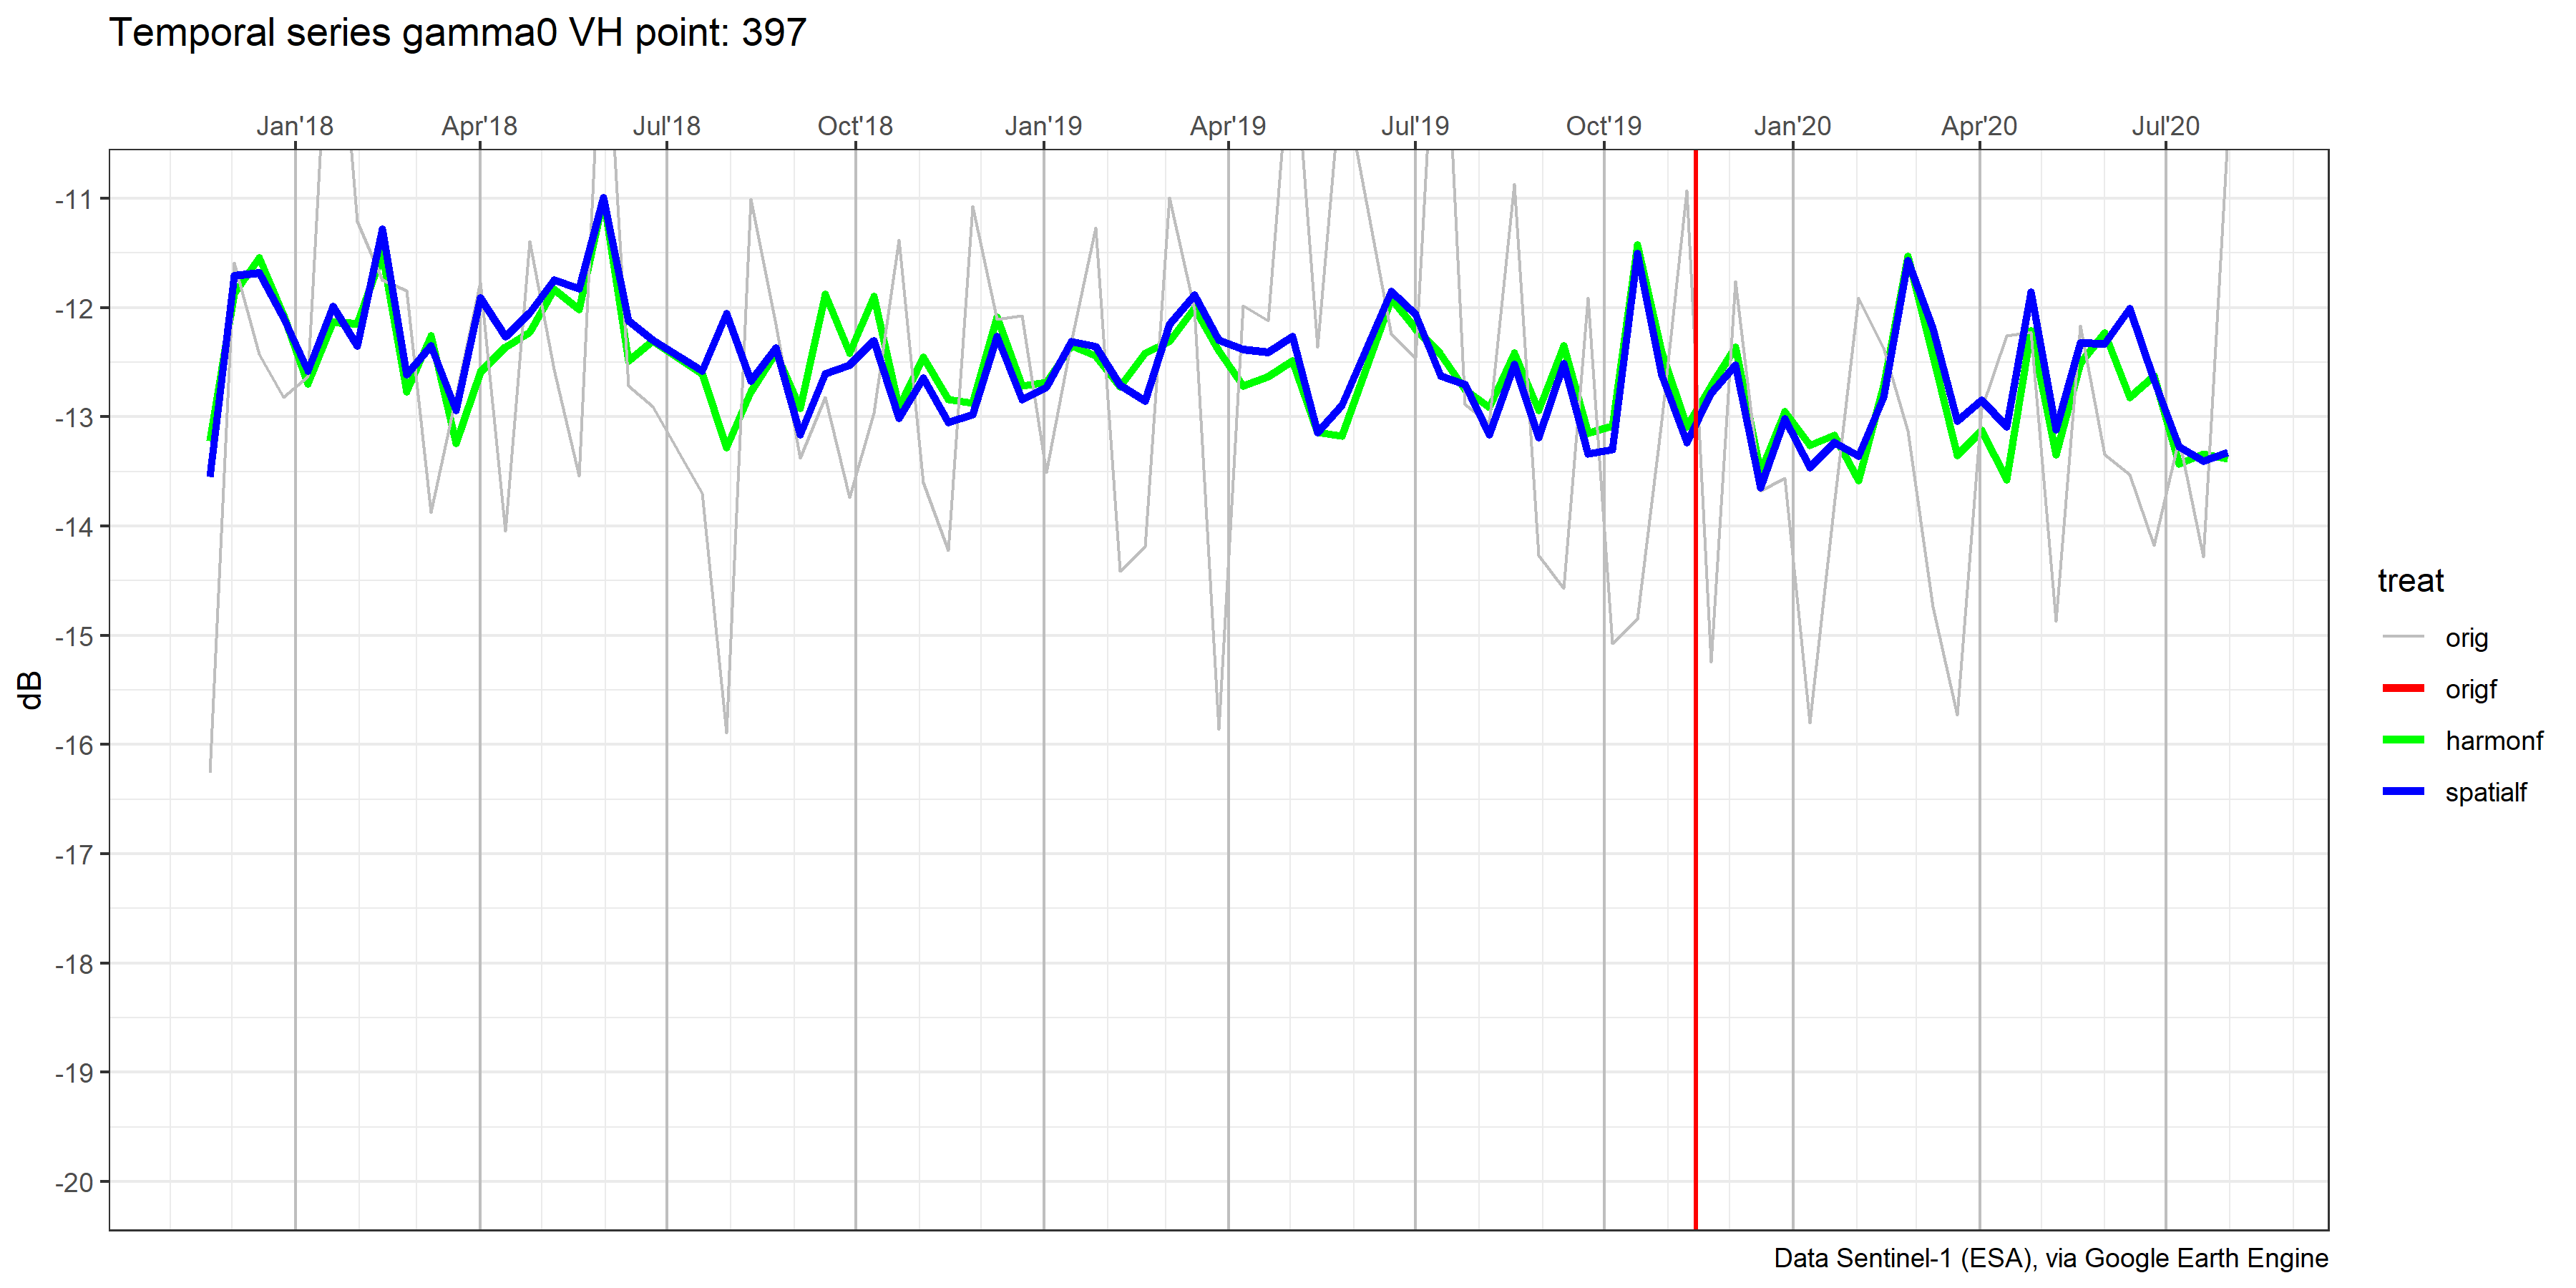 Temporal series gamma0 VH point: 397
Jan'18 Apr'18 Jul'18 Oct'18 Jan'19 Apr'19 Jul'19 Oct'19 Jan'20 Apr'20 Jul'20
-11
-12
-13
-14
-15
-16
-17
-18
-19
-20
dB
treat
orig
origf
harmonf
spatialf
Data Sentinel-1 (ESA), via Google Earth Engine